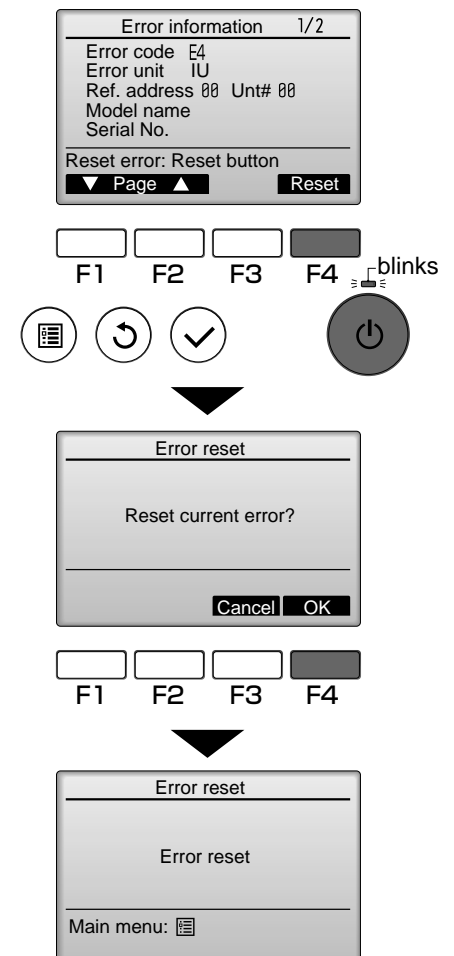 Error information 1/2
Error code E4
Error unit IU
Ref. address 00 Unt# 00
Model name
Serial No.
Reset error: Reset button
▼ Page ▲ Reset
F1 F2 F3 F4
blinks
Error reset
Reset current error?
Cancel OK
F1 F2 F3 F4
Error reset
Error reset
Main menu: